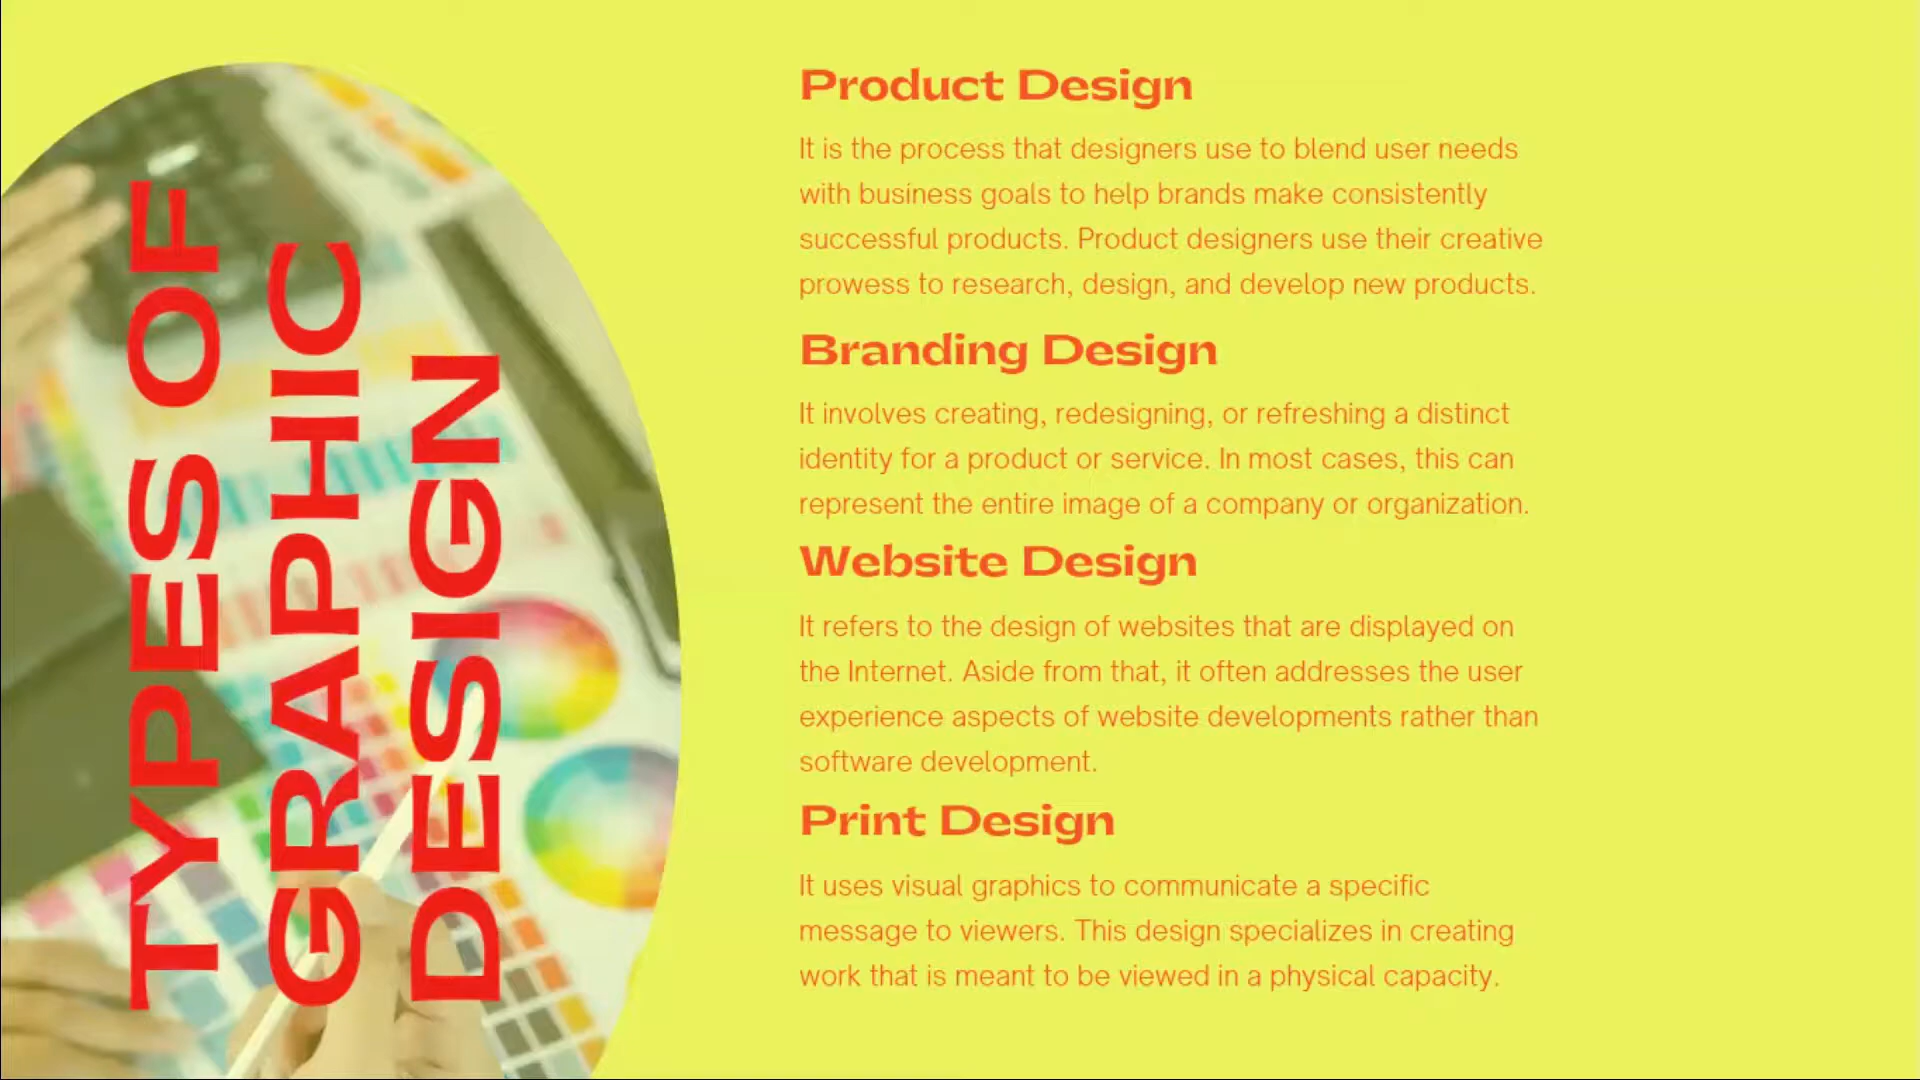 TYPES OF
GRAPHIC
DESIGN
Product Design
It is the process that designers use to blend user needs
with business goals to help brands make consistently
successful products. Product designers use their creative
prowess to research, design, and develop new products.
Branding Design
It involves creating, redesigning, or refreshing a distinct
identity for a product or service. In most cases, this can
represent the entire image of a company or organization.
Website Design
It refers to the design of websites that are displayed on
the Internet. Aside from that, it often addresses the user
experience aspects of website developments rather than
software development.
Print Design
It uses visual graphics to communicate a specific
message to viewers. This design specializes in creating
work that is meant to be viewed in a physical capacity.